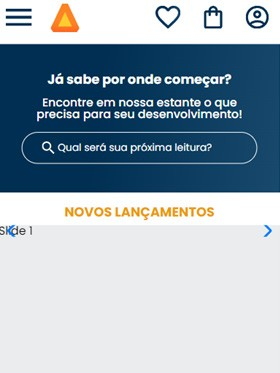 Já sabe por onde começar?
Encontre em nossa estante o que
precisa para seu desenvolvimento!
Qual será sua próxima leitura?
NOVOS LANÇAMENTOS
Slide 1